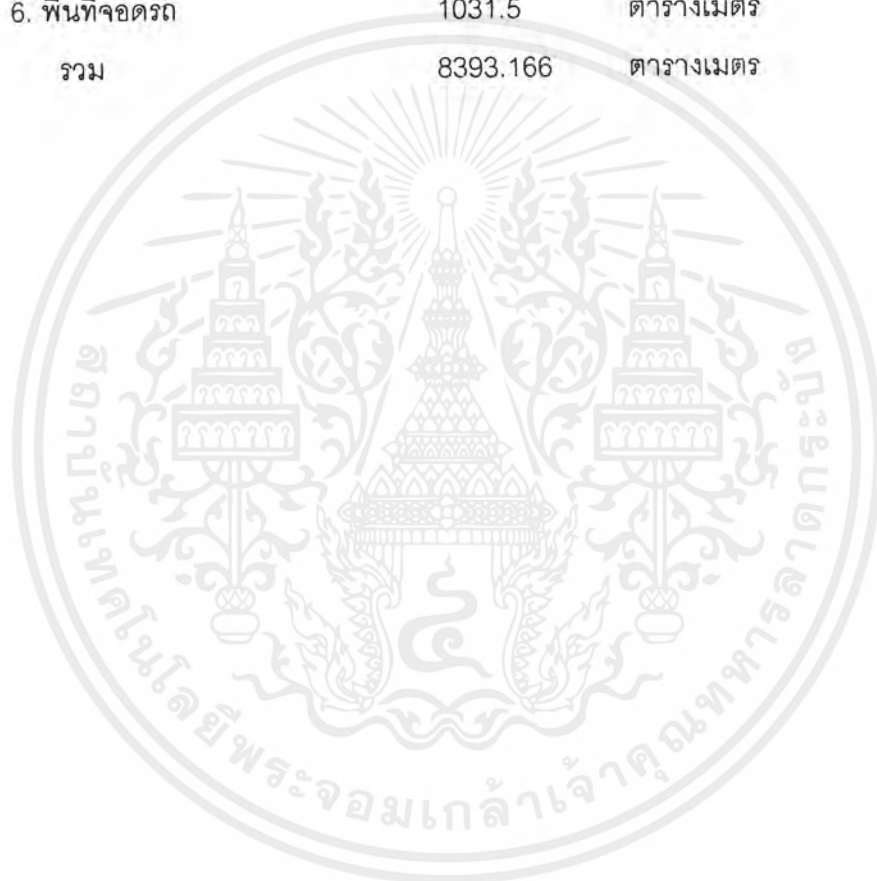 6. พื้นที่จอดรถ 1031.5 ตารางเมตร
รวม 8393.166 ตารางเมตร
สถาบันเทคโนโลยีพระจอมเกล้าเจ้าคุณทหารลาดกระบัง